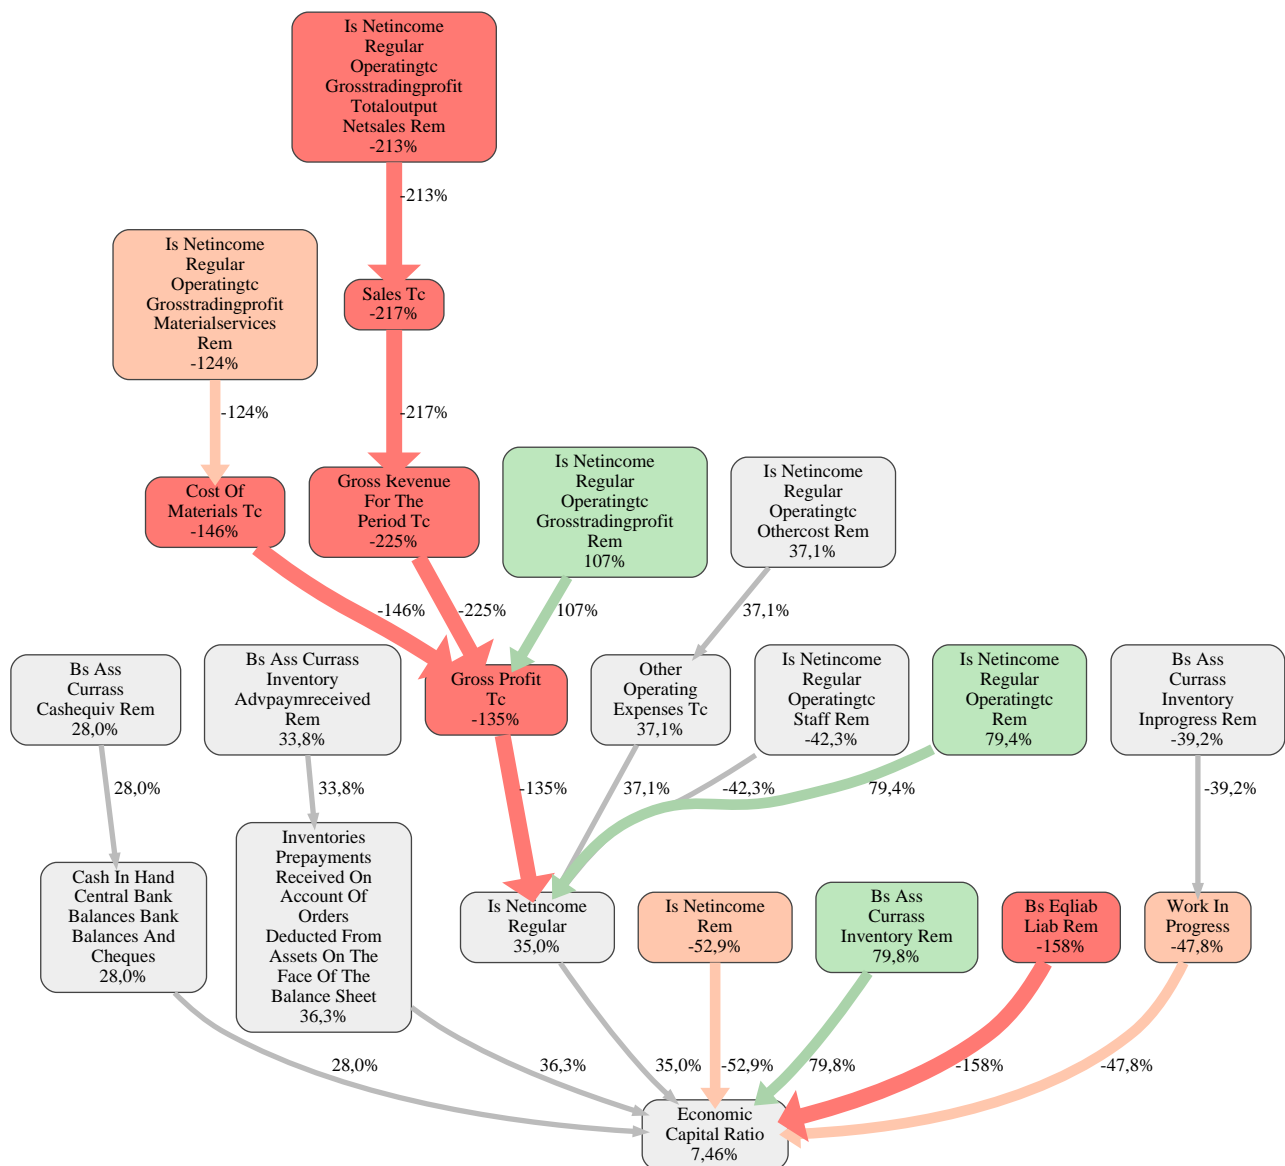 Is Netincome
Regular
Operatingtc
Grosstradingprofit
Totaloutput
Netsales Rem
-213%
-213%
Is Netincome
Regular
Operatingtc
Grosstradingprofit
Materialservices
Rem
-124%
Sales Tc
-217%
-124%
-217%
Cost Of
Materials Tc
-146%
Gross Revenue
For The
Period Tc
-225%
Is Netincome
Regular
Operatingtc
Grosstradingprofit
Rem
107%
Is Netincome
Regular
Operatingtc
Othercost Rem
37,1%
-146%
-225%
107%
37,1%
Bs Ass
Currass
Cashequiv Rem
28,0%
Bs Ass Currass
Inventory
Advpaymreceived
Rem
33,8%
Gross Profit
Tc
-135%
Other
Operating
Expenses Tc
37,1%
Is Netincome
Regular
Operatingtc
Staff Rem
-42,3%
Is Netincome
Regular
Operatingtc
Rem
79,4%
Bs Ass
Currass
Inventory
Inprogress Rem
-39,2%
28,0%
33,8%
-135%
37,1%
-42,3%
79,4%
-39,2%
Cash In Hand
Central Bank
Balances Bank
Balances And
Cheques
28,0%
Inventories
Prepayments
Received On
Account Of
Orders
Deducted From
Assets On The
Face Of The
Balance Sheet
36,3%
Is Netincome
Regular
35,0%
Is Netincome
Rem
-52,9%
Bs Ass
Currass
Inventory Rem
79,8%
Bs Eqliab
Liab Rem
-158%
Work In
Progress
-47,8%
28,0%
36,3%
35,0%
-52,9%
79,8%
-158%
-47,8%
Economic
Capital Ratio
7,46%